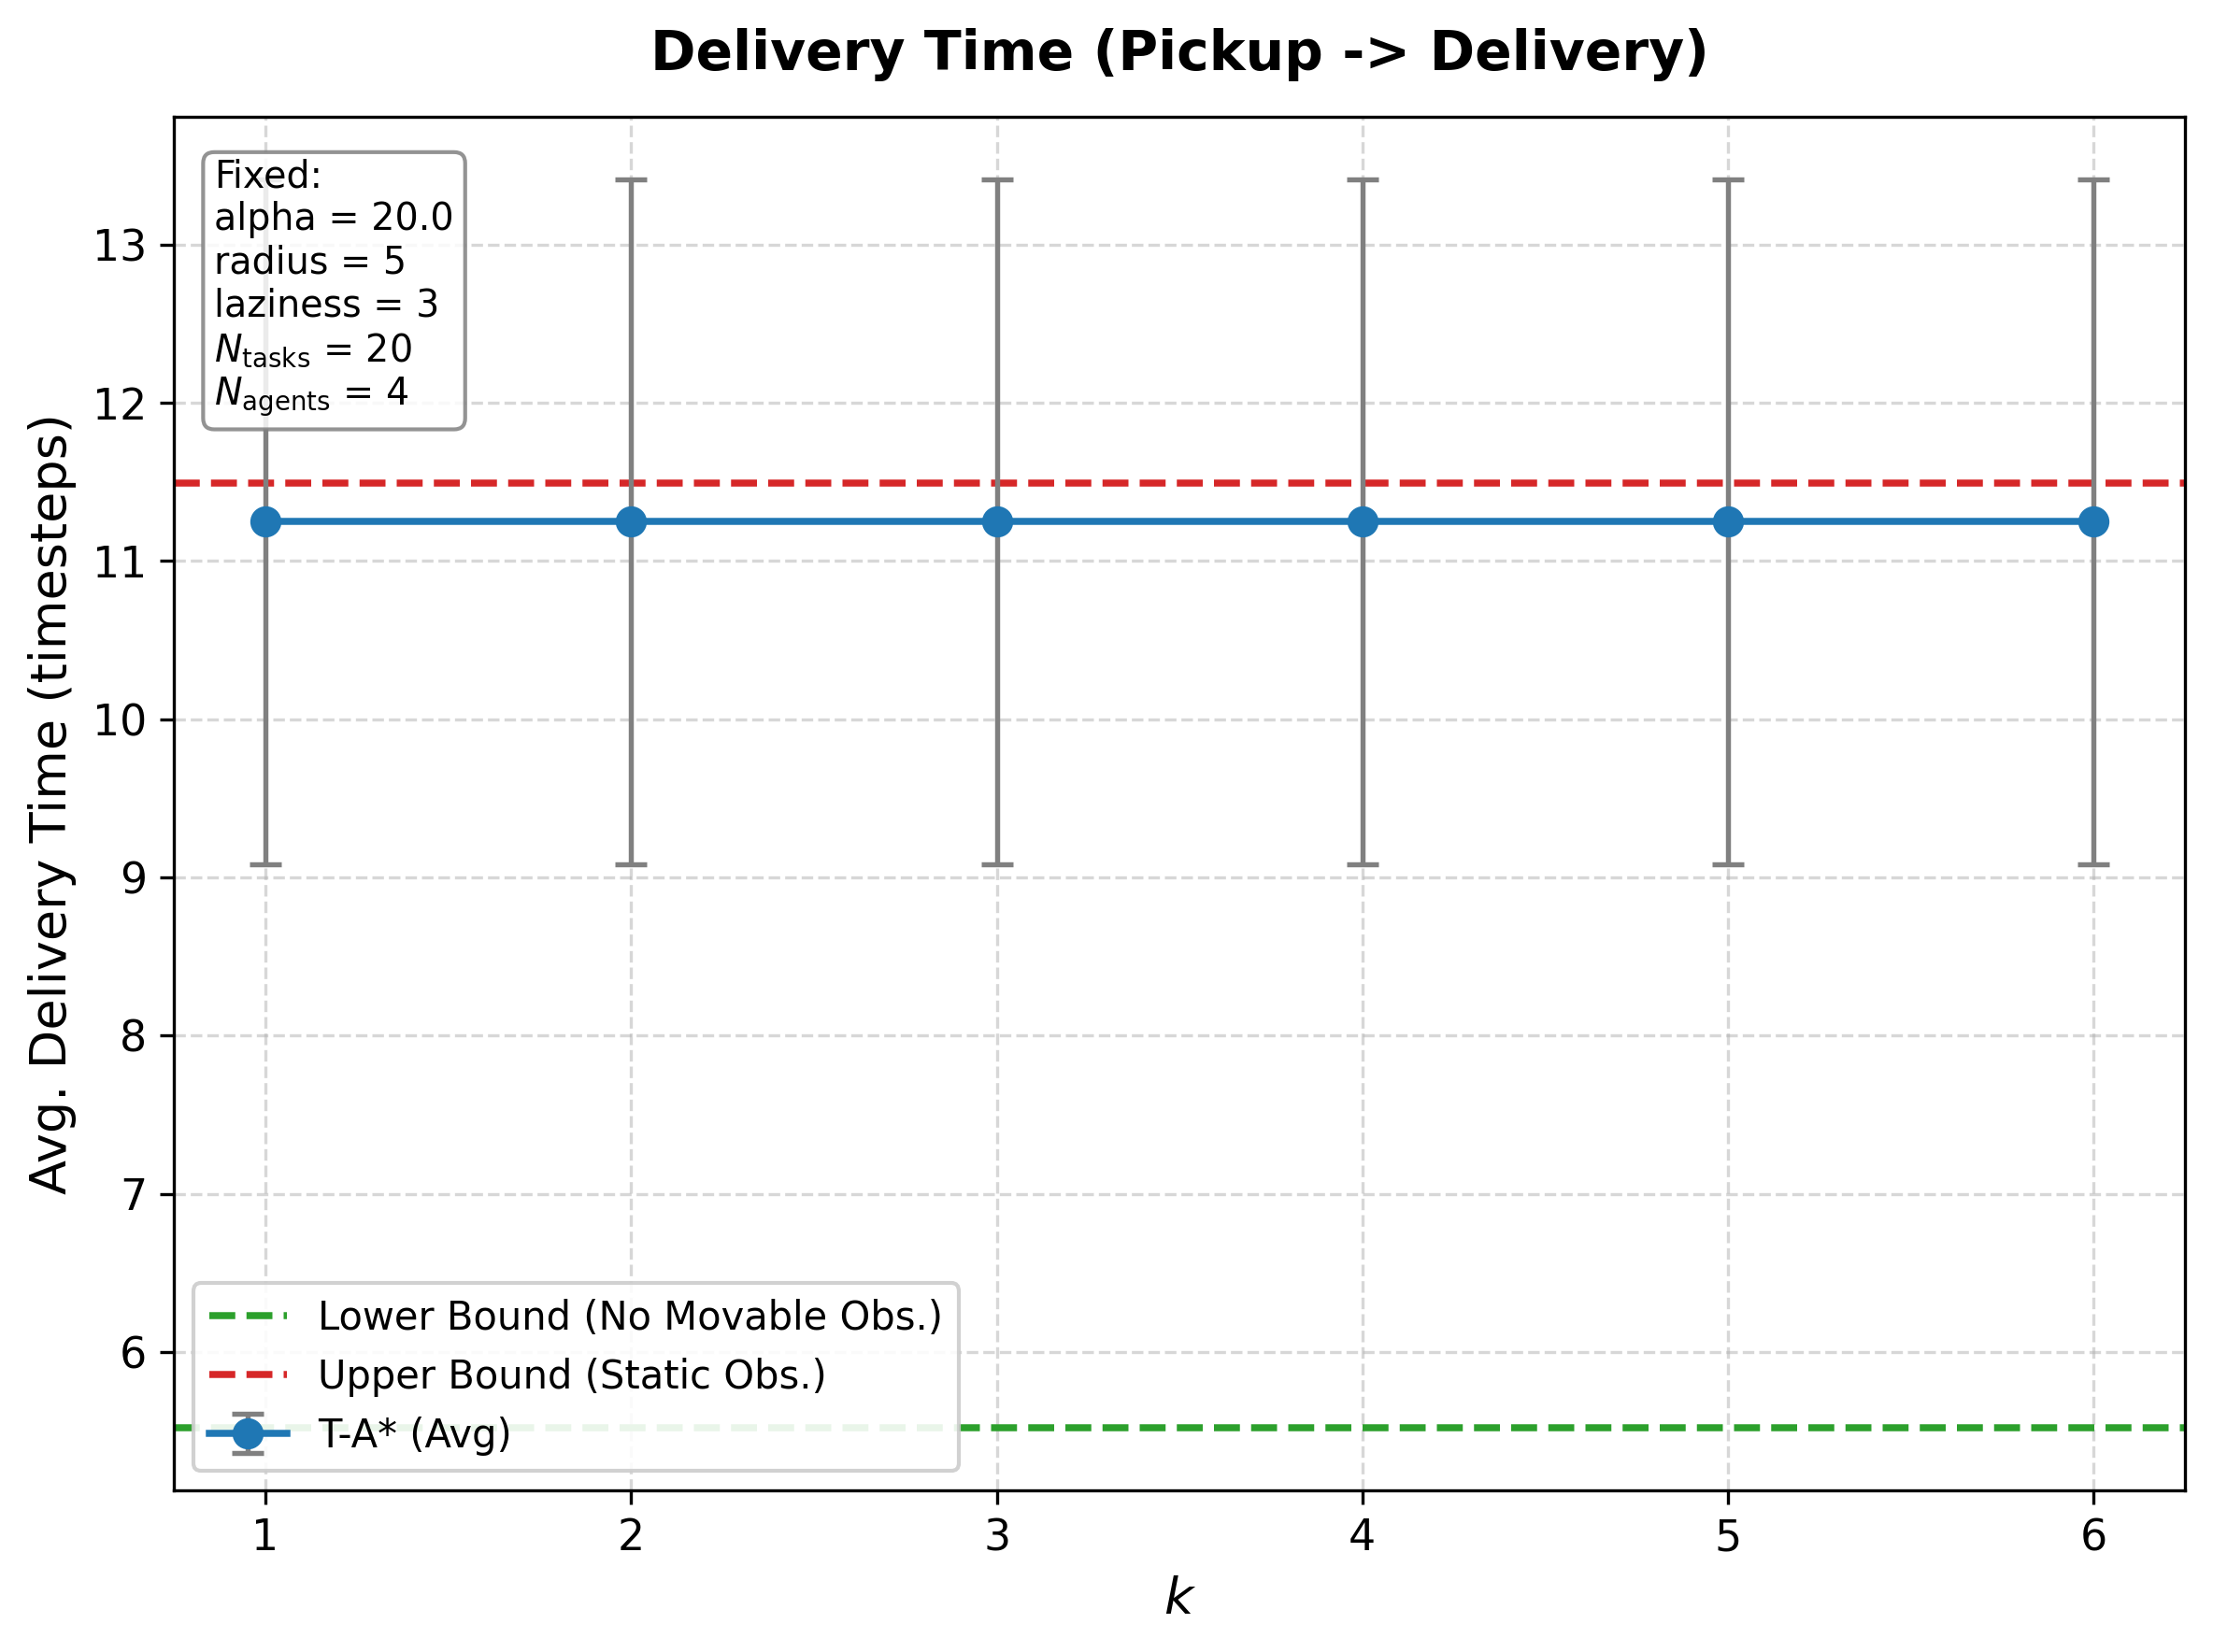 Delivery Time (Pickup -> Delivery)
Fixed:
alpha = 20.0
radius = 5
laziness = 3
N_tasks = 20
N_agents = 4
Avg. Delivery Time (timesteps)
13
12
11
10
9
8
7
6
Lower Bound (No Movable Obs.)
Upper Bound (Static Obs.)
T-A* (Avg)
1 2 3 4 5 6
k